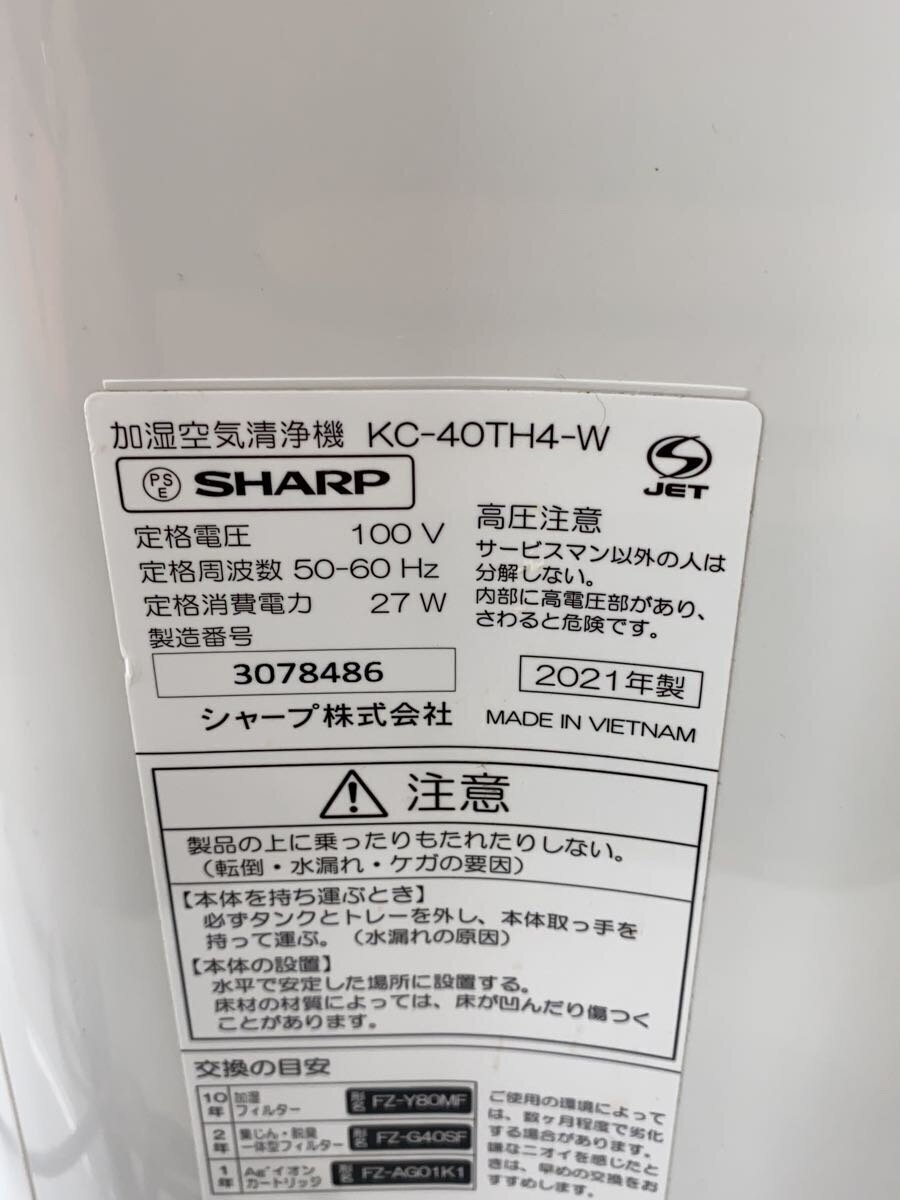 加湿空気清浄機 KC-40TH4-W
PSE SHARP
JET
定格電圧 100 V
定格周波数 50-60 Hz
定格消費電力 27 W
製造番号
3078486
シャープ株式会社
高圧注意
サービスマン以外の人は
分解しない。
内部に高電圧部があり、
さわると危険です。
2021年製
MADE IN VIETNAM
注意
製品の上に乗ったりもたれたりしない。
（転倒・水漏れ・ケガの要因）
【本体を持ち運ぶとき】
必ずタンクとトレーを外し、本体取っ手を
持って運ぶ。（水漏れの原因）
【本体の設置】
水平で安定した場所に設置する。
床材の材質によっては、床が凹んだり傷つく
ことがあります。
交換の目安
10年 加湿フィルター 形名 FZ-Y80MF
2年 集じん・脱臭一体型フィルター 形名 FZ-G40SF
1年 Ag⁺イオンカートリッジ 形名 FZ-AG01K1
ご使用の環境によって
は、数ヶ月程度で劣化
する場合があります。
嫌なニオイを感じたと
きは、早めの交換をお
すすめします。